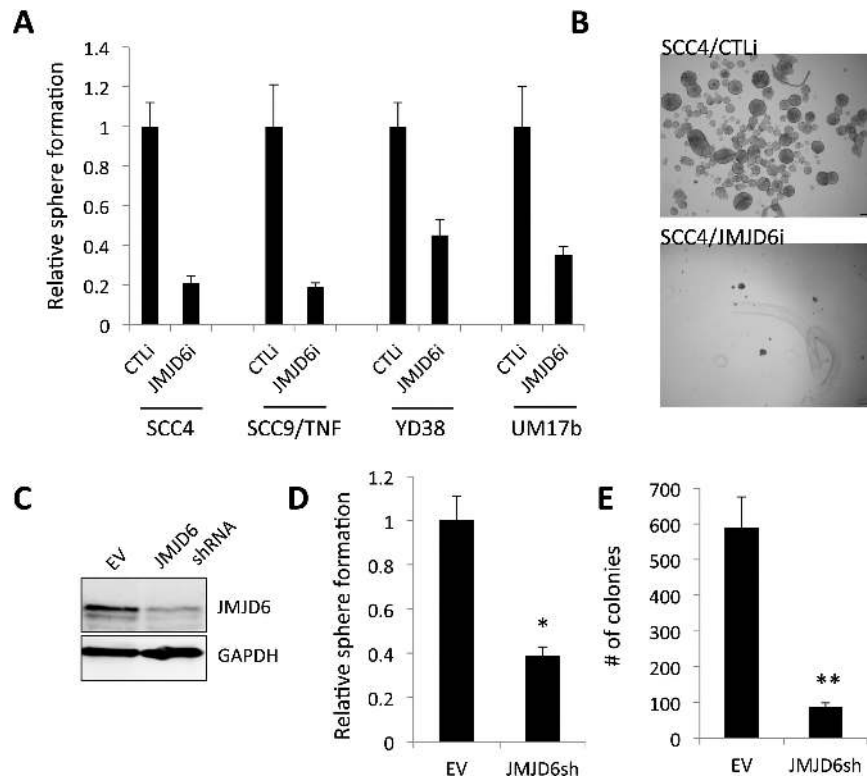 A
Relative sphere formation
1.4
1.2
1
0.8
0.6
0.4
0.2
0
CTLi
JMJD6i
CTLi
JMJD6i
CTLi
JMJD6i
CTLi
JMJD6i
SCC4
SCC9/TNF
YD38
UM17b
B
SCC4/CTLi
SCC4/JMJD6i
C
EV
JMJD6
shRNA
JMJD6
GAPDH
D
Relative sphere formation
1.2
1
0.8
0.6
0.4
0.2
0
*
EV
JMJD6sh
E
# of colonies
700
600
500
400
300
200
100
0
**
EV
JMJD6sh